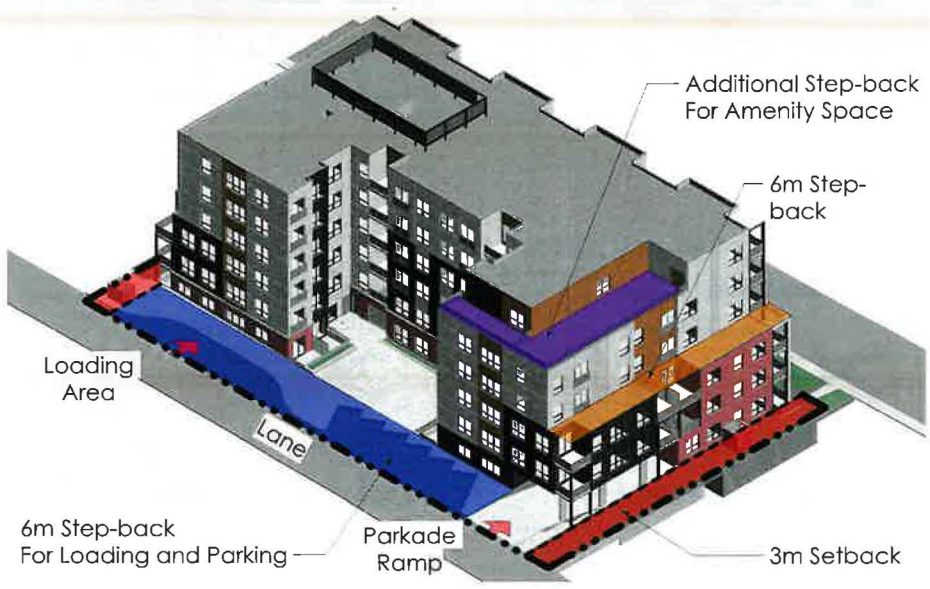 Additional Step-back
For Amenity Space
6m Step-
back
Loading
Area
Lane
6m Step-back
For Loading and Parking
Parkade
Ramp
3m Setback